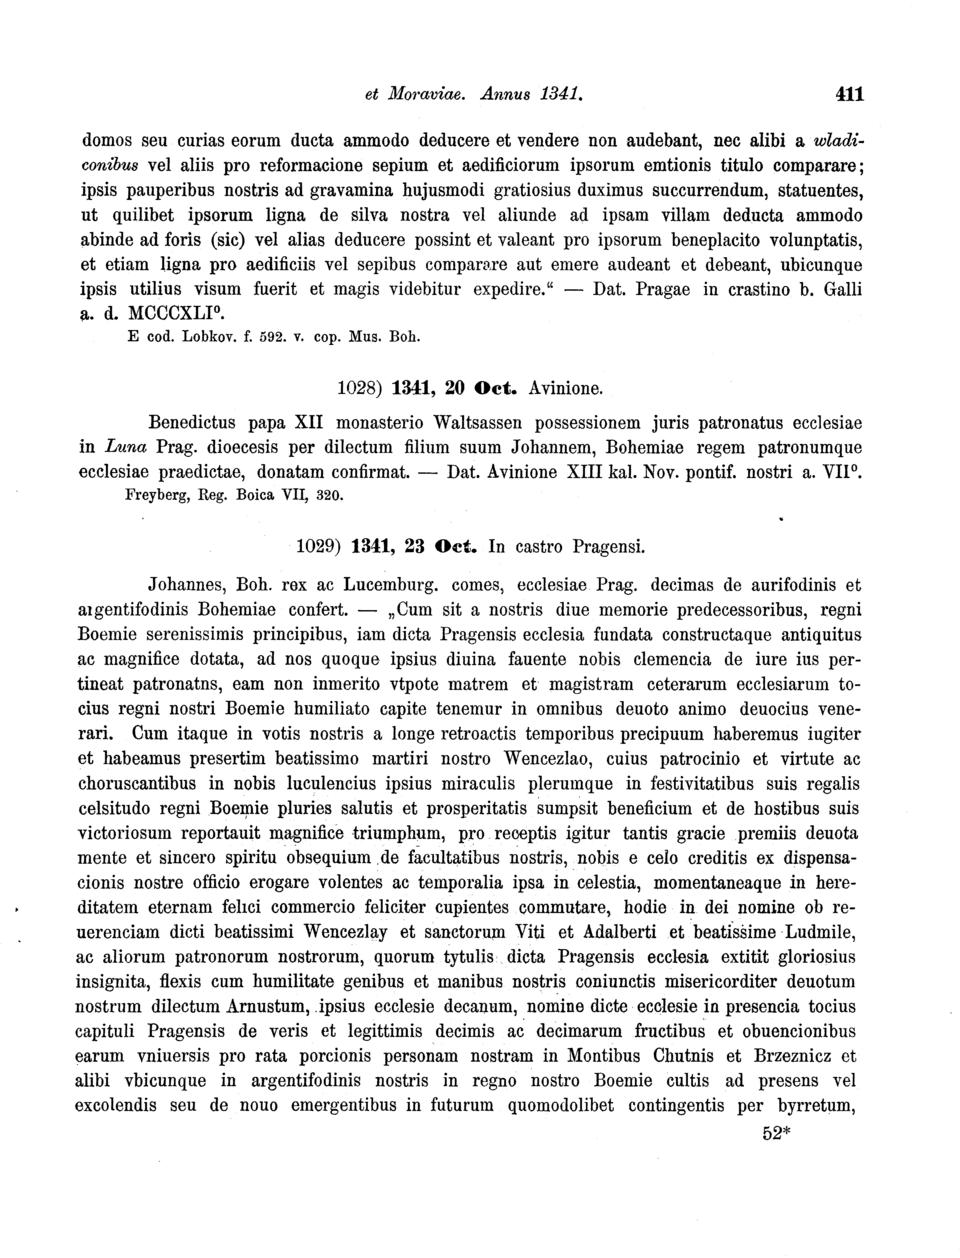 et Moraviae. Annus 1341. 411
domos seu curias eorum ducta ammodo deducere et vendere non audebant, nec alibi a wladi-
conibus vel aliis pro reformacione sepium et aedificiorum ipsorum emtionis titulo comparare;
ipsis pauperibus nostris ad gravamina hujusmodi gratiosius duximus succurrendum, statuentes,
ut quilibet ipsorum ligna de silva nostra vel aliunde ad ipsam villam deducta ammodo
abinde ad foris (sic) vel alias deducere possint et valeant pro ipsorum beneplacito volunptatis,
et etiam ligna pro aedificiis vel sepibus comparare aut emere audeant et debeant, ubicunque
ipsis utilius visum fuerit et magis videbitur expedire.“ — Dat. Pragae in crastino b. Galli
a. d. MCCCXLI⁰.
E cod. Lobkov. f. 592. v. cop. Mus. Boh.
1028) 1341, 20 Oct. Avinione.
Benedictus papa XII monasterio Waltsassen possessionem juris patronatus ecclesiae
in Luna Prag. dioecesis per dilectum filium suum Johannem, Bohemiae regem patronumque
ecclesiae praedictae, donatam confirmat. — Dat. Avinione XIII kal. Nov. pontif. nostri a. VII⁰.
Freyberg, Reg. Boica VII, 320.
1029) 1341, 23 Oct. In castro Pragensi.
Johannes, Boh. rex ac Lucemburg. comes, ecclesiae Prag. decimas de aurifodinis et
argentifodinis Bohemiae confert. — „Cum sit a nostris diue memorie predecessoribus, regni
Boemie serenissimis principibus, iam dicta Pragensis ecclesia fundata constructaque antiquitus
ac magnifice dotata, ad nos quoque ipsius diuina fauente nobis clemencia de iure ius per-
tineat patronatns, eam non inmerito vtpote matrem et magistram ceterarum ecclesiarum to-
cius regni nostri Boemie humiliato capite tenemur in omnibus deuoto animo deuocius vene-
rari. Cum itaque in votis nostris a longe retroactis temporibus precipuum haberemus iugiter
et habeamus presertim beatissimo martiri nostro Wencezlao, cuius patrocinio et virtute ac
choruscantibus in nobis luculencius ipsius miraculis plerumque in festivitatibus suis regalis
celsitudo regni Boemie pluries salutis et prosperitatis sumpsit beneficium et de hostibus suis
victoriosum reportauit magnifice triumphum, pro receptis igitur tantis gracie premiis deuota
mente et sincero spiritu obsequium de facultatibus nostris, nobis e celo creditis ex dispensa-
cionis nostre officio erogare volentes ac temporalia ipsa in celestia, momentaneaque in here-
ditatem eternam felici commercio feliciter cupientes commutare, hodie in dei nomine ob re-
uerenciam dicti beatissimi Wencezlay et sanctorum Viti et Adalberti et beatissime Ludmile,
ac aliorum patronorum nostrorum, quorum tytulis dicta Pragensis ecclesia extitit gloriosius
insignita, flexis cum humilitate genibus et manibus nostris coniunctis misericorditer deuotum
nostrum dilectum Arnustum, ipsius ecclesie decanum, nomine dicte ecclesie in presencia tocius
capituli Pragensis de veris et legittimis decimis ac decimarum fructibus et obuencionibus
earum vniuersis pro rata porcionis personam nostram in Montibus Chutnis et Brzeznicz et
alibi vbicunque in argentifodinis nostris in regno nostro Boemie cultis ad presens vel
excolendis seu de nouo emergentibus in futurum quomodolibet contingentis per byrretum,
52*